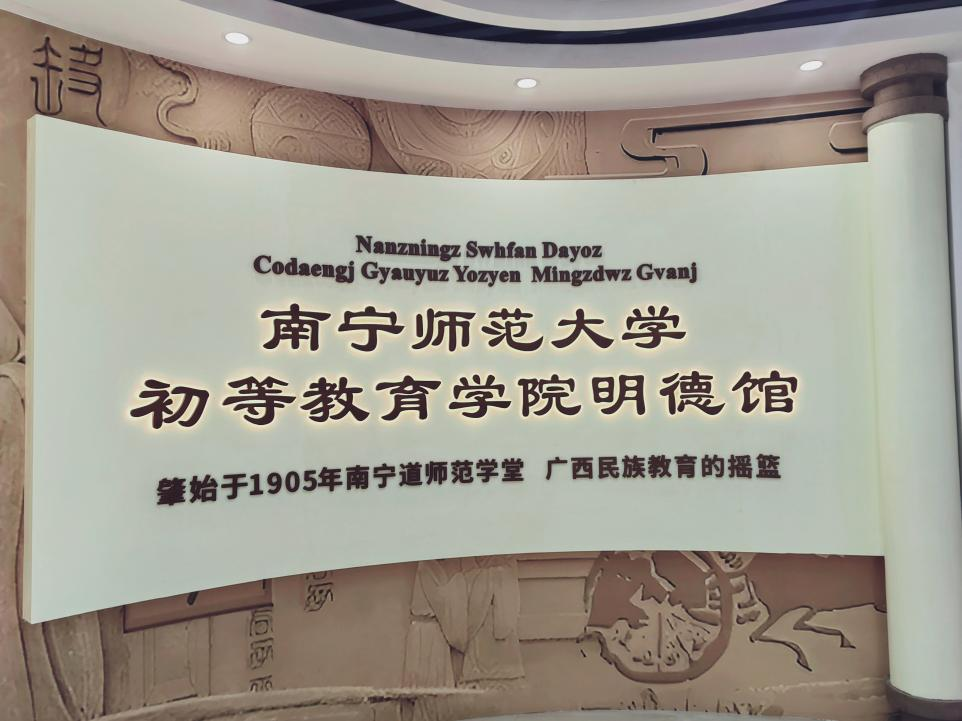 Nanzningz Swhfan Dayoz
Codaengj Gyauyuz Yozyen Mingzdwz Gvanj
南宁师范大学
初等教育学院明德馆
肇始于1905年南宁道师范学堂 广西民族教育的摇篮